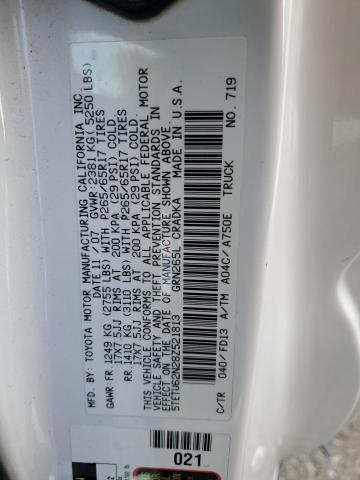 MFD. BY: TOYOTA MOTOR MANUFACTURING CALIFORNIA INC.
DATE 11 / 07 GVWR: 2381 KG ( 5250 LBS)
GAWR: FR. 1249 KG (2755 LBS) WITH P265/65R17 TIRES
17X7.5JJ RIMS AT 200 KPA (29 PSI) COLD.
RR. 1410 KG (3110 LBS) WITH P265/65R17 TIRES
17X7.5JJ RIMS AT 200 KPA (29 PSI) COLD.
THIS VEHICLE CONFORMS TO ALL APPLICABLE FEDERAL MOTOR
VEHICLE SAFETY AND THEFT PREVENTION STANDARDS IN
EFFECT ON THE DATE OF MANUFACTURE SHOWN ABOVE
5TETU62N28Z521813 GRN265L CRADKA MADE IN U.S.A.
C/TR 040/ FD13 A/TM A04C/ A750E TRUCK NO. 719
021